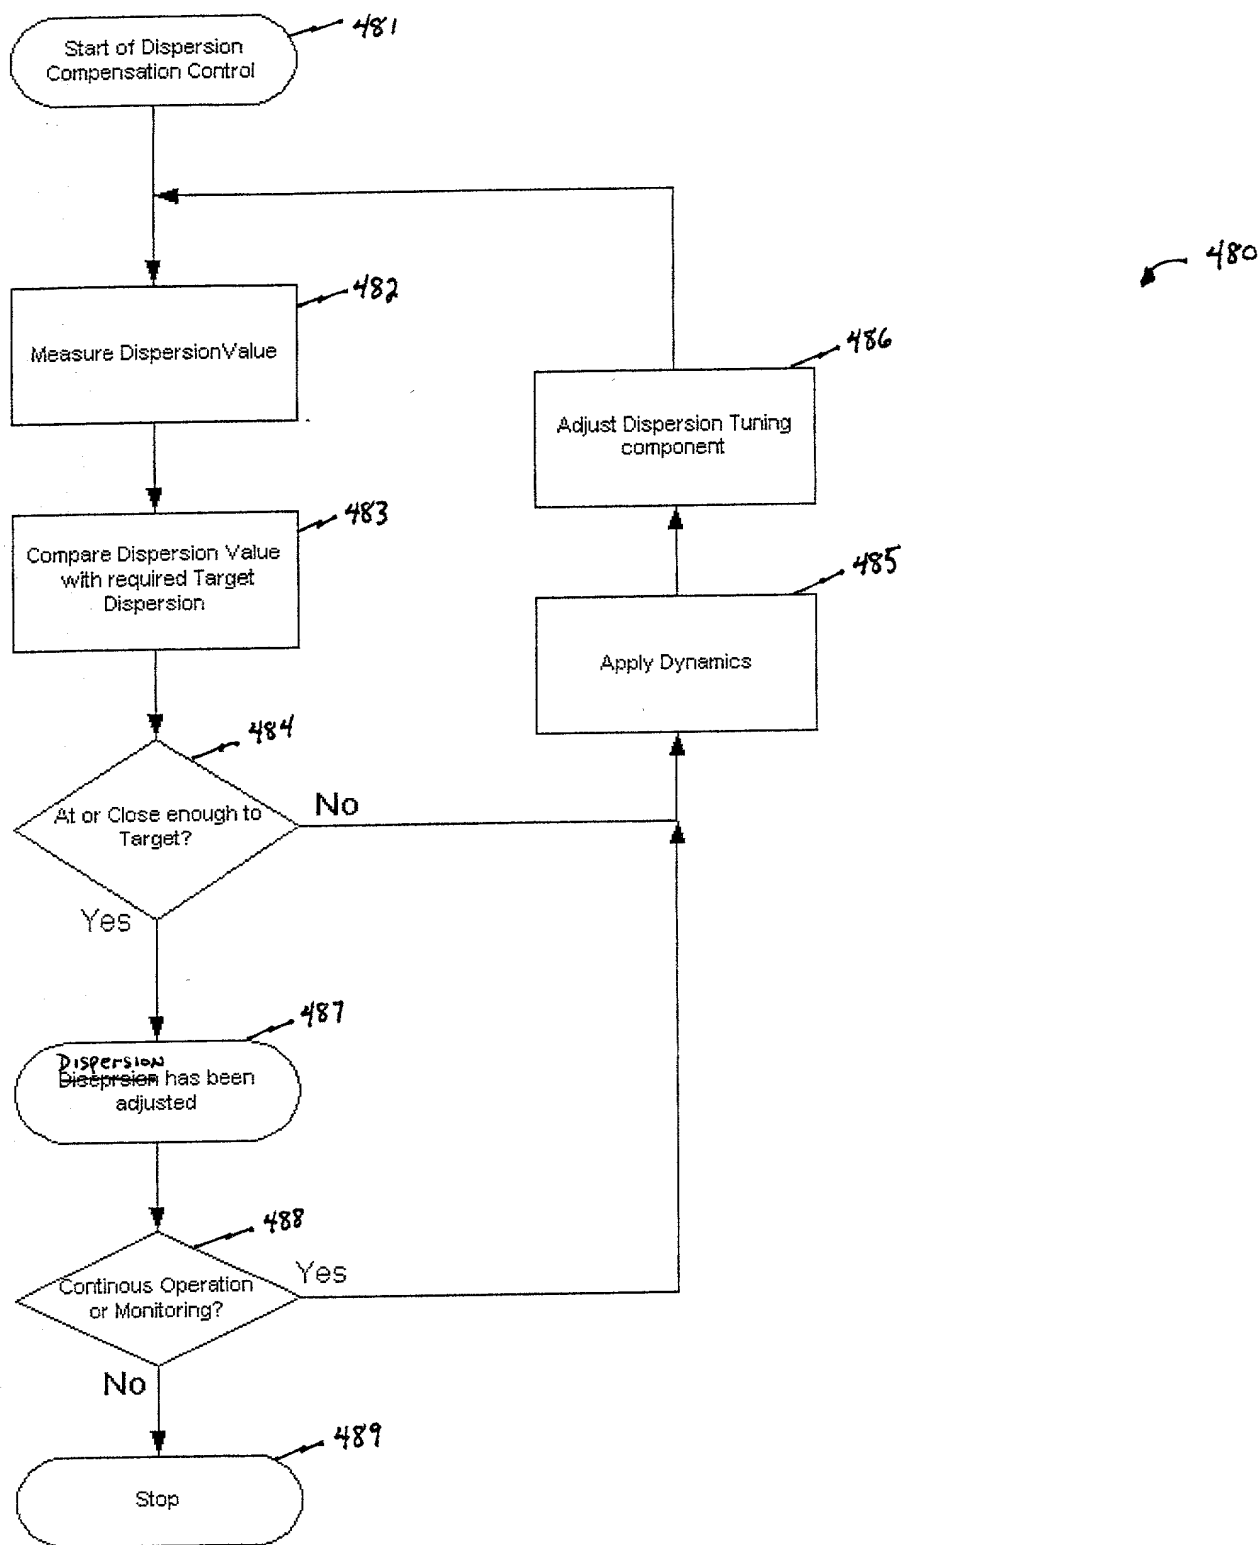 Start of Dispersion
Compensation Control
481
480
Measure DispersionValue
482
Adjust Dispersion Tuning
component
486
Compare Dispersion Value
with required Target
Dispersion
483
Apply Dynamics
485
At or Close enough to
Target?
484
No
Yes
Dispersion
Diseprsion has been
adjusted
487
Continous Operation
or Monitoring?
488
Yes
No
Stop
489